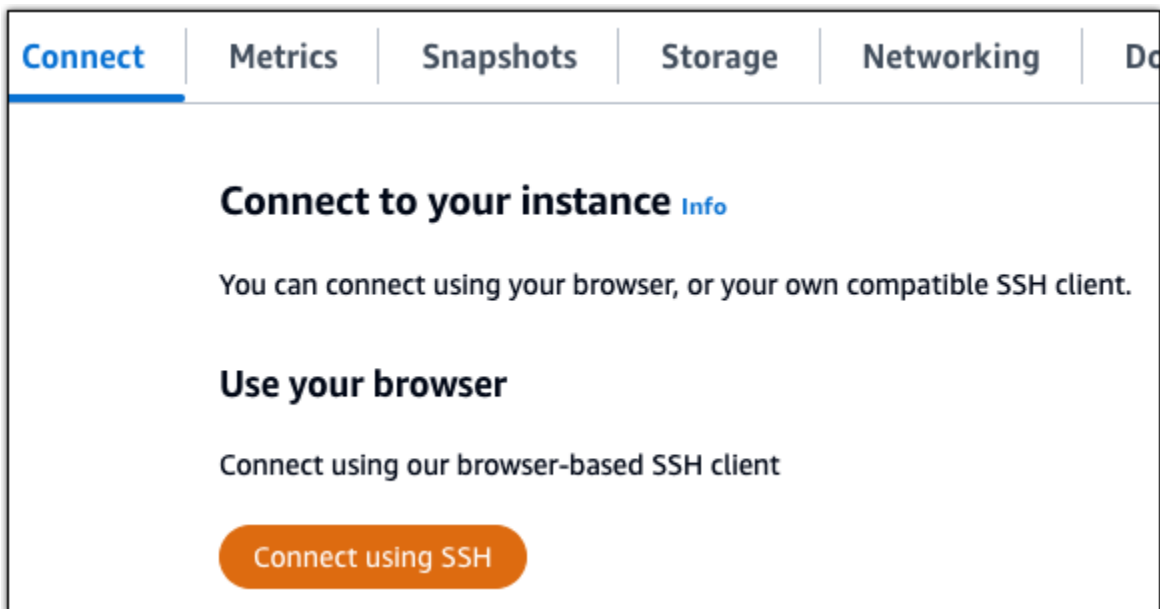 Connect Metrics Snapshots Storage Networking Do
Connect to your instance Info
You can connect using your browser, or your own compatible SSH client.
Use your browser
Connect using our browser-based SSH client
Connect using SSH